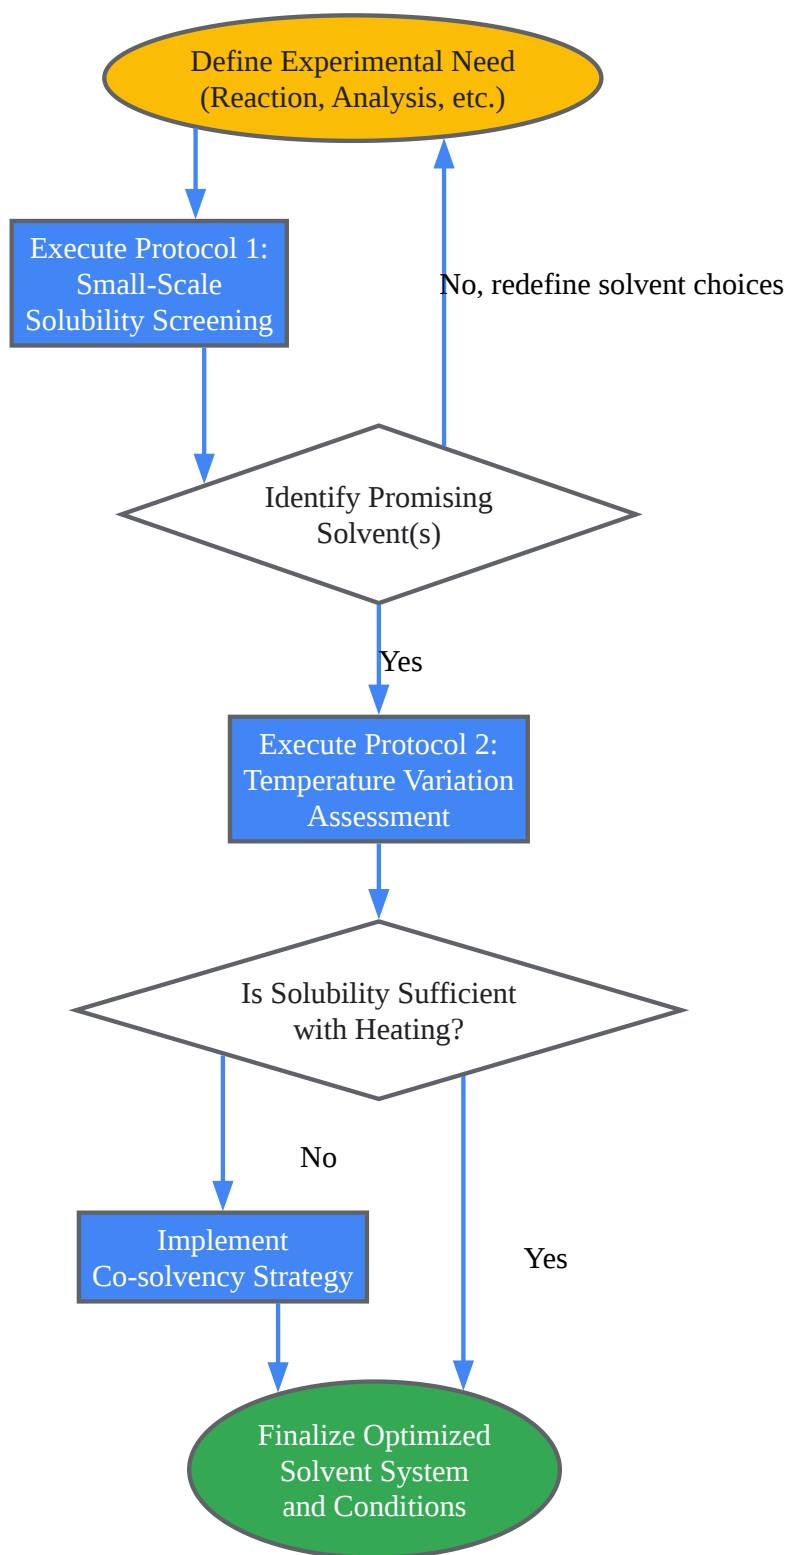 Define Experimental Need
(Reaction, Analysis, etc.)
Execute Protocol 1:
Small-Scale
Solubility Screening
No, redefine solvent choices
Identify Promising
Solvent(s)
Yes
Execute Protocol 2:
Temperature Variation
Assessment
Is Solubility Sufficient
with Heating?
No
Implement
Co-solvency Strategy
Yes
Finalize Optimized
Solvent System
and Conditions